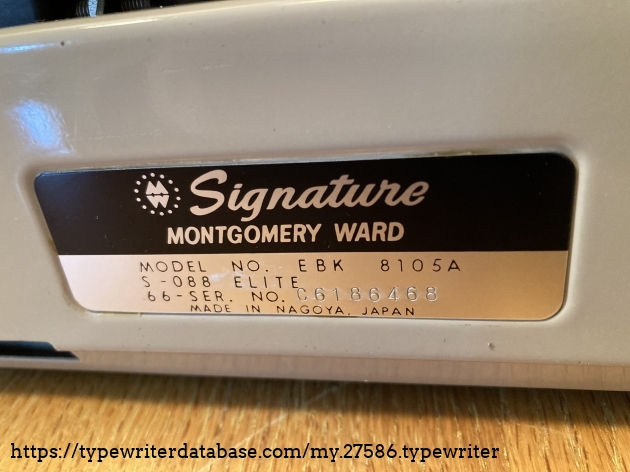 Signature
MONTGOMERY WARD
MODEL NO. EBK 8105A
S-088 ELITE
66-SER. NO. C6186468
MADE IN NAGOYA, JAPAN
https://typewriterdatabase.com/my.27586.typewriter